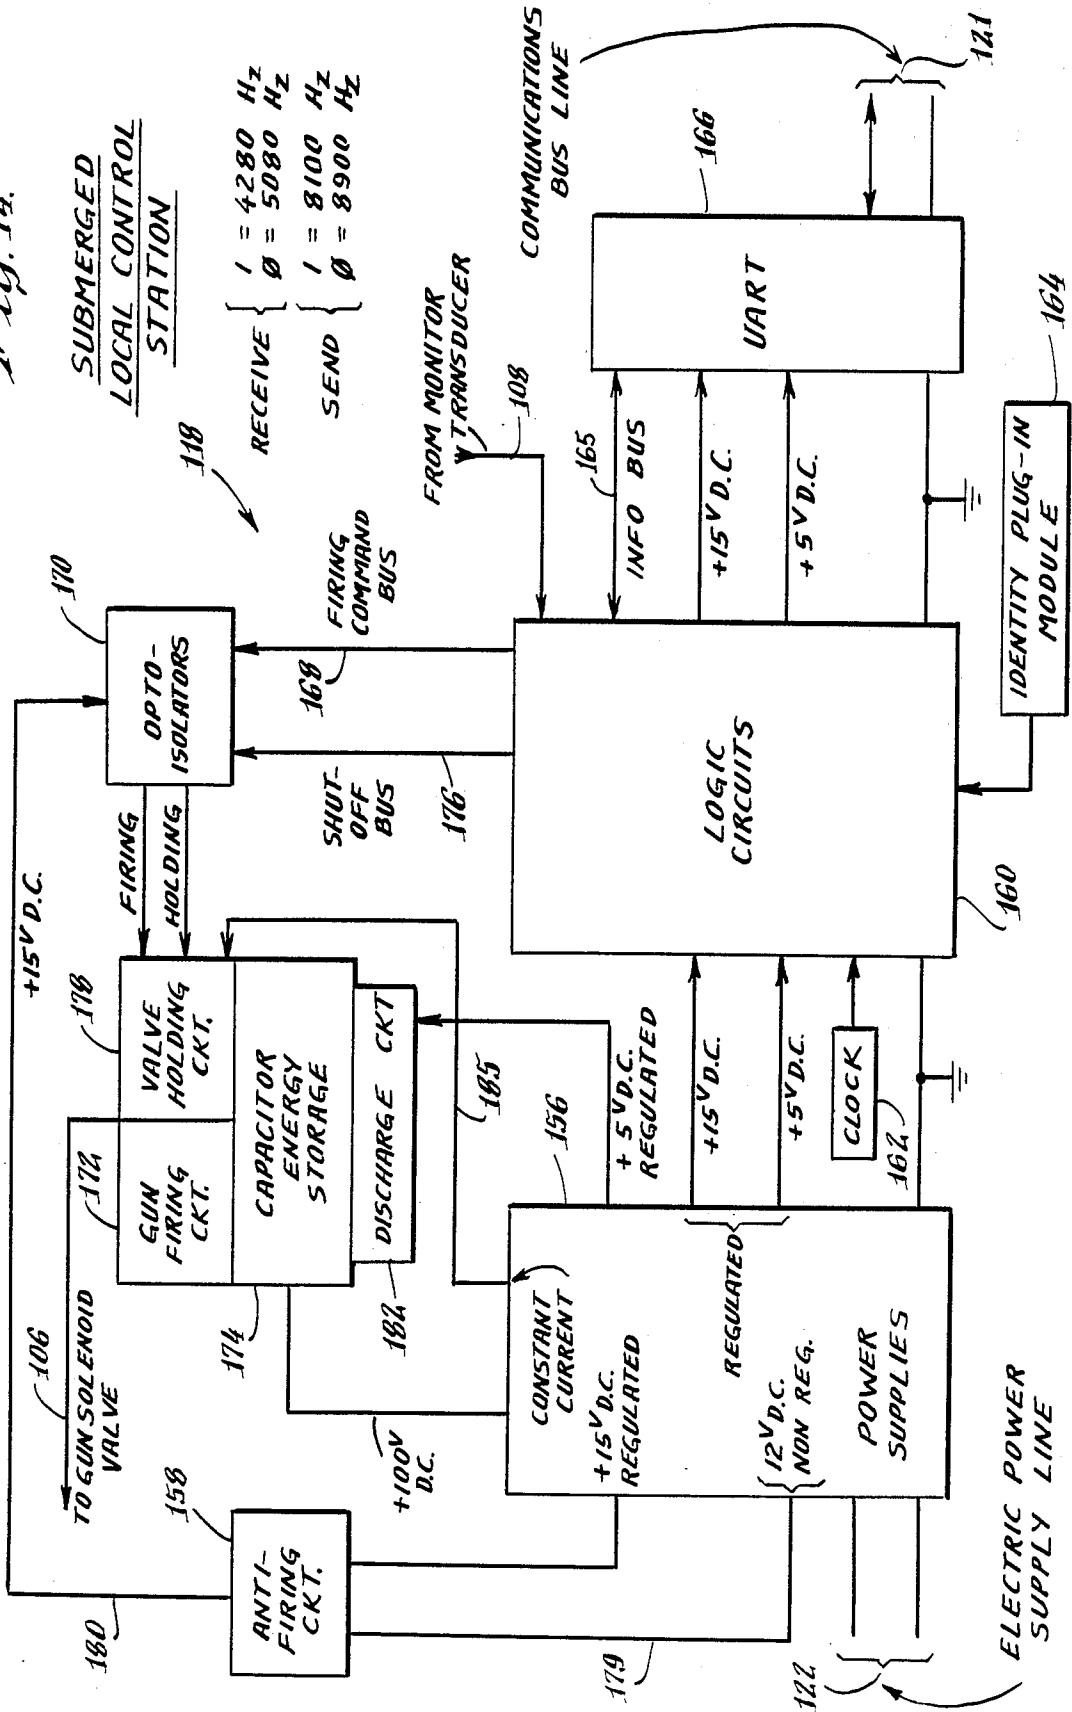 Fig. 14.
SUBMERGED
LOCAL CONTROL
STATION
RECEIVE { 1 = 4280 Hz
Ø = 5080 Hz
SEND { 1 = 8100 Hz
Ø = 8900 Hz
118
180
+15V D.C.
106
TO GUN SOLENOID
VALVE
158
ANTI-
FIRING
CKT.
172
GUN
FIRING
CKT.
178
VALVE
HOLDING
CKT.
FIRING
HOLDING
170
OPTO-
ISOLATORS
174
CAPACITOR
ENERGY
STORAGE
182
DISCHARGE CKT
185
+100V
D.C.
SHUT-
OFF
BUS
176
168
FIRING
COMMAND
BUS
FROM MONITOR
TRANSDUCER
108
COMMUNICATIONS
BUS LINE
121
CONSTANT
CURRENT
156
+15V D.C.
REGULATED
+5V D.C.
REGULATED
REGULATED
+15V D.C.
+5V D.C.
12V D.C.
NON REG.
POWER
SUPPLIES
179
122
ELECTRIC POWER
SUPPLY LINE
CLOCK
162
LOGIC
CIRCUITS
160
165
INFO BUS
+15V D.C.
+5V D.C.
UART
166
IDENTITY PLUG-IN
MODULE
164